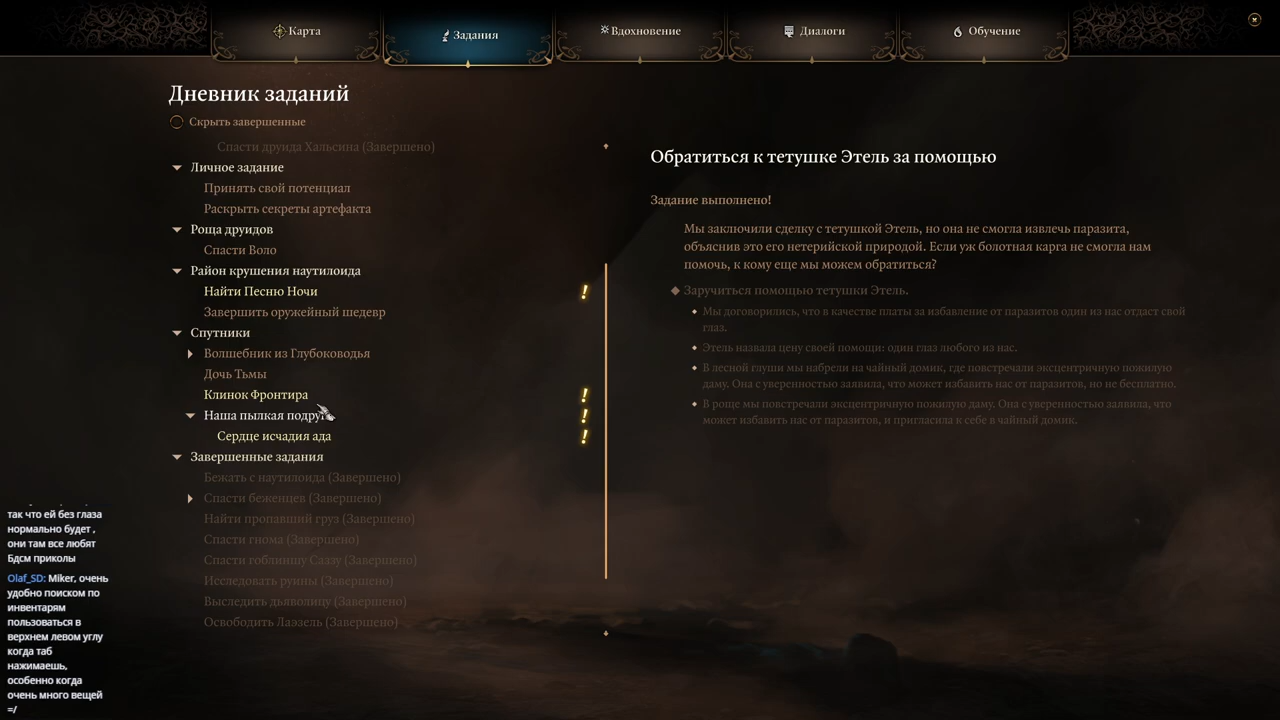 Карта
Задания
Вдохновение
Диалоги
Обучение
Дневник заданий
Скрыть завершенные
Спасти друида Хальсина (Завершено)
Личное задание
Принять свой потенциал
Раскрыть секреты артефакта
Роща друидов
Спасти Воло
Район крушения наутилоида
Найти Песню Ночи
Завершить оружейный шедевр
Спутники
Волшебник из Глубоководья
Дочь Тьмы
Клинок Фронтира
Наша пылкая подруга
Сердце исчадия ада
Завершенные задания
Бежать с наутилоида (Завершено)
Спасти беженцев (Завершено)
Найти пропавший груз (Завершено)
Спасти гнома (Завершено)
Спасти гоблиншу Саззу (Завершено)
Исследовать руины (Завершено)
Выследить дьяволицу (Завершено)
Освободить Лаэзель (Завершено)
Обратиться к тетушке Этель за помощью
Задание выполнено!
Мы заключили сделку с тетушкой Этель, но она не смогла извлечь паразита,
объяснив это его нетерийской природой. Если уж болотная карга не смогла нам
помочь, к кому еще мы можем обратиться?
Заручиться помощью тетушки Этель.
Мы договорились, что в качестве платы за избавление от паразитов один из нас отдаст свой
глаз.
Этель назвала цену своей помощи: один глаз любого из нас.
В лесной глуши мы набрели на чайный домик, где повстречали эксцентричную пожилую
даму. Она с уверенностью заявила, что может избавить нас от паразитов, но не бесплатно.
В роще мы повстречали эксцентричную пожилую даму. Она с уверенностью заявила, что
может избавить нас от паразитов, и пригласила к себе в чайный домик.
так что ей без глаза
нормально будет ,
они там все любят
Бдсм приколы
Olaf_SD: Miker, очень
удобно поиском по
инвентарям
пользоваться в
верхнем левом углу
когда таб
нажимаешь,
особенно когда
очень много вещей
=/